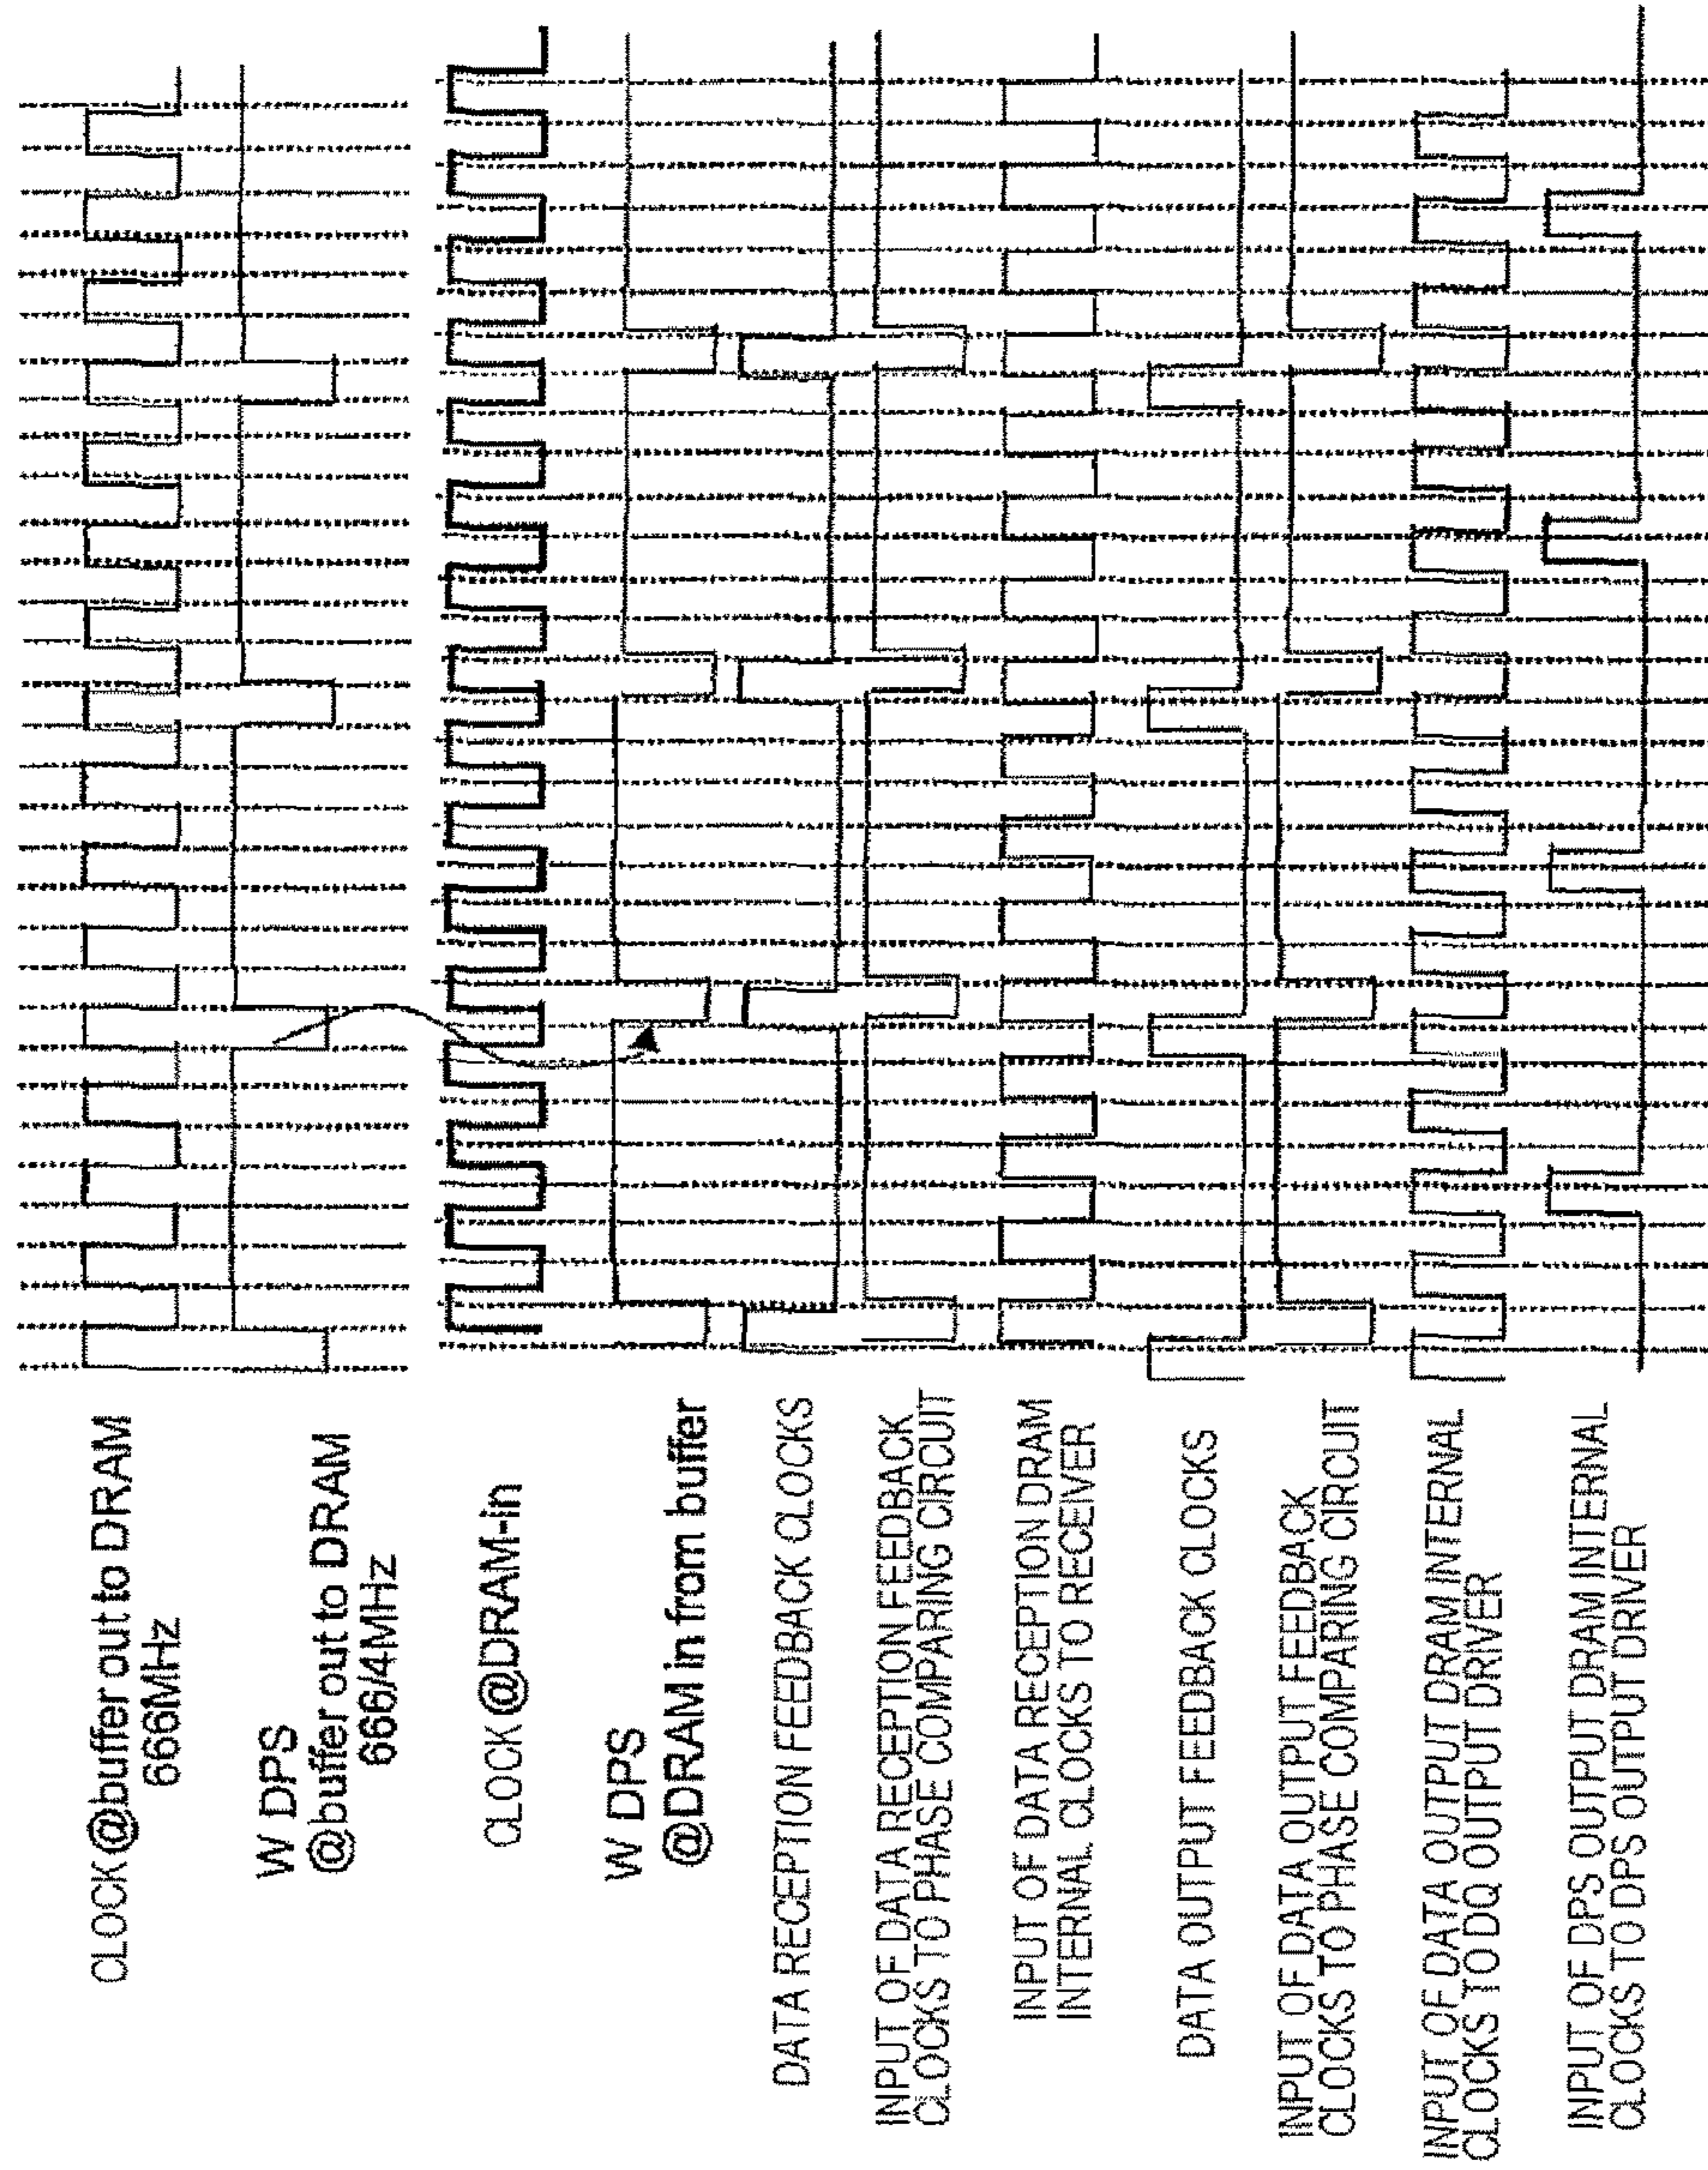 CLOCK @buffer out to DRAM
666MHz
W DPS
@buffer out to DRAM
666/4MHz
CLOCK @DRAM-in
W DPS
@DRAM in from buffer
DATA RECEPTION FEEDBACK CLOCKS
INPUT OF DATA RECEPTION FEEDBACK
CLOCKS TO PHASE COMPARING CIRCUIT
INPUT OF DATA RECEPTION DRAM
INTERNAL CLOCKS TO RECEIVER
DATA OUTPUT FEEDBACK CLOCKS
INPUT OF DATA OUTPUT FEEDBACK
CLOCKS TO PHASE COMPARING CIRCUIT
INPUT OF DATA OUTPUT DRAM INTERNAL
CLOCKS TO DQ OUTPUT DRIVER
INPUT OF DPS OUTPUT DRAM INTERNAL
CLOCKS TO DPS OUTPUT DRIVER